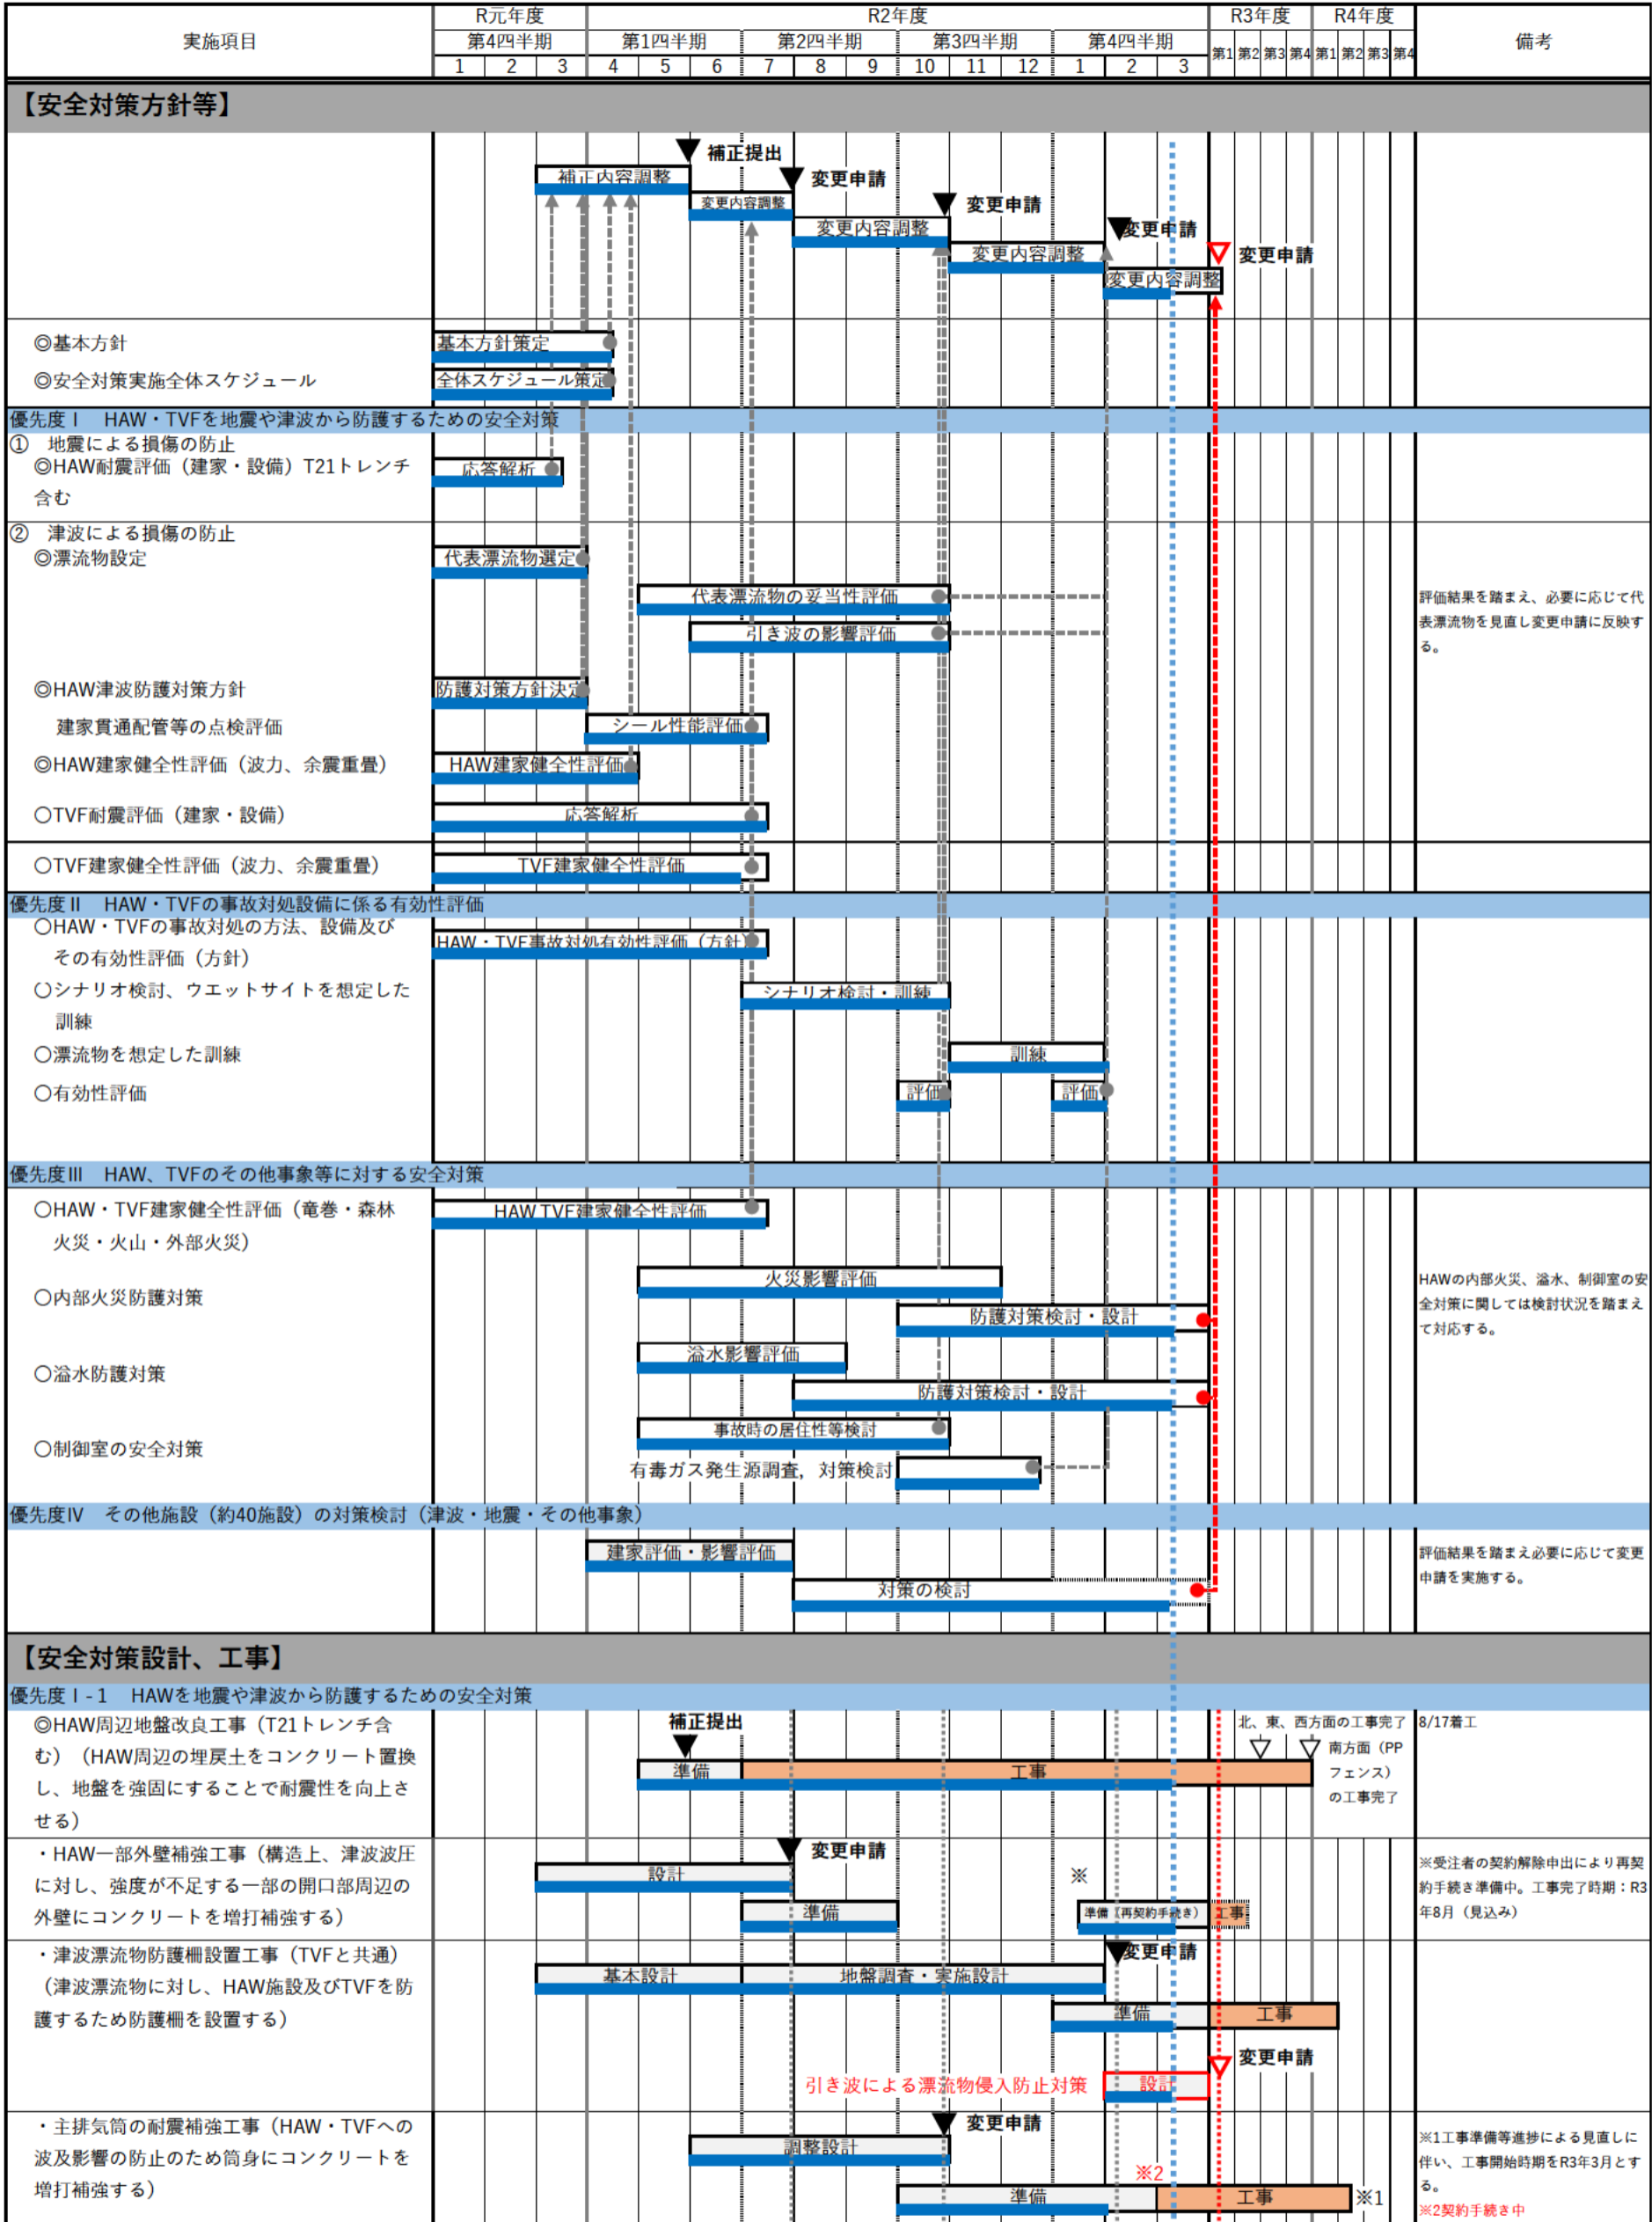 実施項目
R元年度
R2年度
R3年度
R4年度
備考
第4四半期
第1四半期
第2四半期
第3四半期
第4四半期
第1 第2 第3 第4 第1 第2 第3 第4
1 2 3 4 5 6 7 8 9 10 11 12 1 2 3
【安全対策方針等】
補正提出
補正内容調整
変更申請
変更内容調整
変更申請
変更内容調整
変更申請
変更内容調整
変更申請
変更内容調整
◎基本方針
基本方針策定
◎安全対策実施全体スケジュール
全体スケジュール策定
優先度Ⅰ HAW・TVFを地震や津波から防護するための安全対策
① 地震による損傷の防止
◎HAW耐震評価（建家・設備）T21トレンチ
含む
応答解析
② 津波による損傷の防止
◎漂流物設定
代表漂流物選定
代表漂流物の妥当性評価
引き波の影響評価
評価結果を踏まえ、必要に応じて代
表漂流物を見直し変更申請に反映す
る。
◎HAW津波防護対策方針
防護対策方針決定
建家貫通配管等の点検評価
シール性能評価
◎HAW建家健全性評価（波力、余震重畳）
HAW建家健全性評価
○TVF耐震評価（建家・設備）
応答解析
○TVF建家健全性評価（波力、余震重畳）
TVF建家健全性評価
優先度Ⅱ HAW・TVFの事故対処設備に係る有効性評価
○HAW・TVFの事故対処の方法、設備及び
その有効性評価（方針）
HAW・TVF事故対処有効性評価（方針）
○シナリオ検討、ウエットサイトを想定した
訓練
シナリオ検討・訓練
○漂流物を想定した訓練
訓練
○有効性評価
評価
評価
優先度Ⅲ HAW、TVFのその他事象等に対する安全対策
○HAW・TVF建家健全性評価（竜巻・森林
火災・火山・外部火災）
HAW TVF建家健全性評価
○内部火災防護対策
火災影響評価
防護対策検討・設計
HAWの内部火災、溢水、制御室の安
全対策に関しては検討状況を踏まえ
て対応する。
○溢水防護対策
溢水影響評価
防護対策検討・設計
○制御室の安全対策
事故時の居住性等検討
有毒ガス発生源調査，対策検討
優先度Ⅳ その他施設（約40施設）の対策検討（津波・地震・その他事象）
建家評価・影響評価
対策の検討
評価結果を踏まえ必要に応じて変更
申請を実施する。
【安全対策設計、工事】
優先度Ⅰ-1 HAWを地震や津波から防護するための安全対策
◎HAW周辺地盤改良工事（T21トレンチ含
む）（HAW周辺の埋戻土をコンクリート置換
し、地盤を強固にすることで耐震性を向上さ
せる）
補正提出
準備
工事
北、東、西方面の工事完了
南方面（PP
フェンス）
の工事完了
8/17着工
・HAW一部外壁補強工事（構造上、津波波圧
に対し、強度が不足する一部の開口部周辺の
外壁にコンクリートを増打補強する）
変更申請
設計
準備
※
準備（再契約手続き）
工事
※受注者の契約解除申出により再契
約手続き準備中。工事完了時期：R3
年8月（見込み）
・津波漂流物防護柵設置工事（TVFと共通）
（津波漂流物に対し、HAW施設及びTVFを防
護するため防護柵を設置する）
変更申請
基本設計
地盤調査・実施設計
準備
工事
変更申請
引き波による漂流物侵入防止対策
設計
・主排気筒の耐震補強工事（HAW・TVFへの
波及影響の防止のため筒身にコンクリートを
増打補強する）
変更申請
調整設計
※2
準備
工事
※1
※1工事準備等進捗による見直しに
伴い、工事開始時期をR3年3月とす
る。
※2契約手続き中